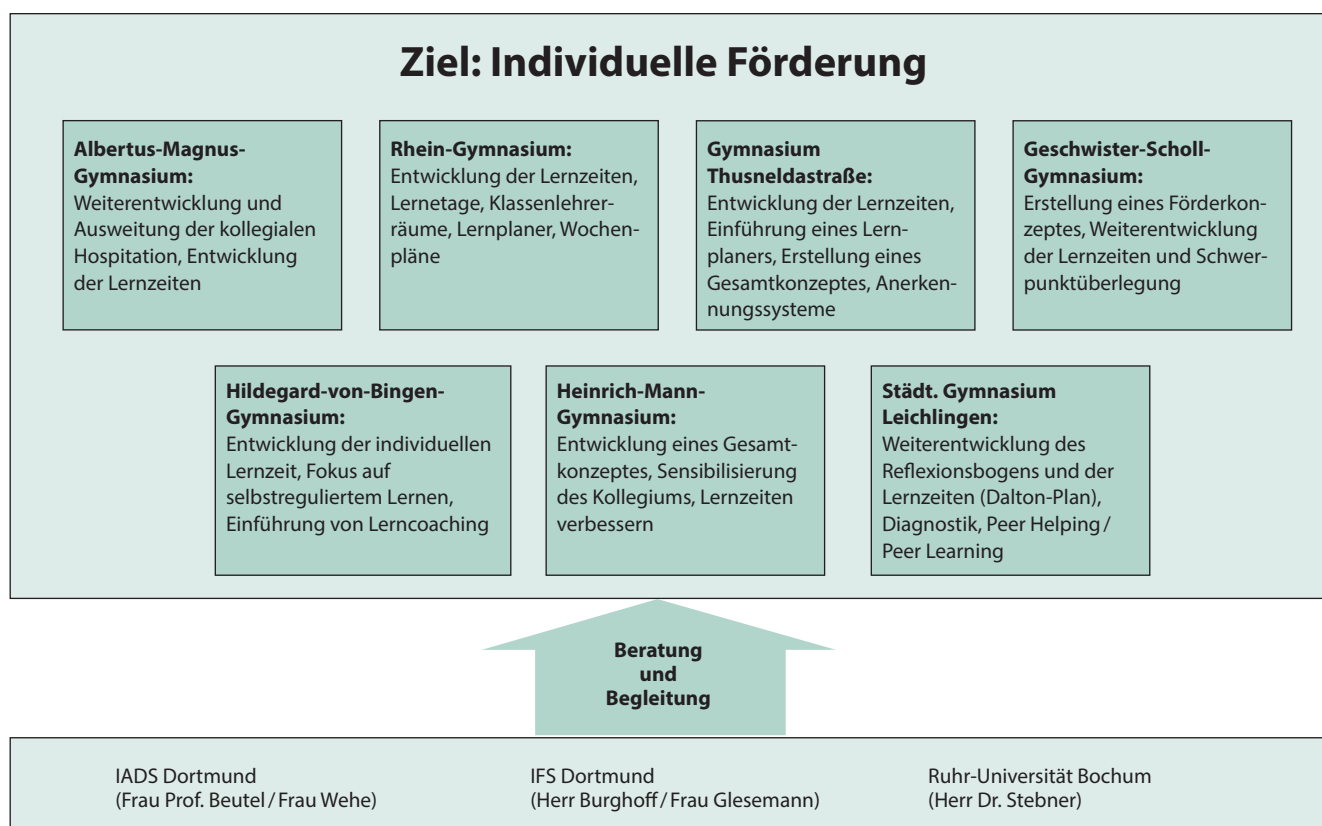 Ziel: Individuelle Förderung
Albertus-Magnus-
Gymnasium:
Weiterentwicklung und
Ausweitung der kollegialen
Hospitation, Entwicklung
der Lernzeiten
Rhein-Gymnasium:
Entwicklung der Lernzeiten,
Lernetage, Klassenlehrer-
räume, Lernplaner, Wochen-
pläne
Gymnasium
Thusneldastraße:
Entwicklung der Lernzeiten,
Einführung eines Lern-
planers, Erstellung eines
Gesamtkonzeptes, Anerken-
nungssysteme
Geschwister-Scholl-
Gymnasium:
Erstellung eines Förderkon-
zeptes, Weiterentwicklung
der Lernzeiten und Schwer-
punktüberlegung
Hildegard-von-Bingen-
Gymnasium:
Entwicklung der individuellen
Lernzeit, Fokus auf
selbstreguliertem Lernen,
Einführung von Lerncoaching
Heinrich-Mann-
Gymnasium:
Entwicklung eines Gesamt-
konzeptes, Sensibilisierung
des Kollegiums, Lernzeiten
verbessern
Städt. Gymnasium
Leichlingen:
Weiterentwicklung des
Reflexionsbogens und der
Lernzeiten (Dalton-Plan),
Diagnostik, Peer Helping/
Peer Learning
Beratung
und
Begleitung
IADS Dortmund
(Frau Prof. Beutel/Frau Wehe)
IFS Dortmund
(Herr Burghoff/Frau Glesemann)
Ruhr-Universität Bochum
(Herr Dr. Stebner)